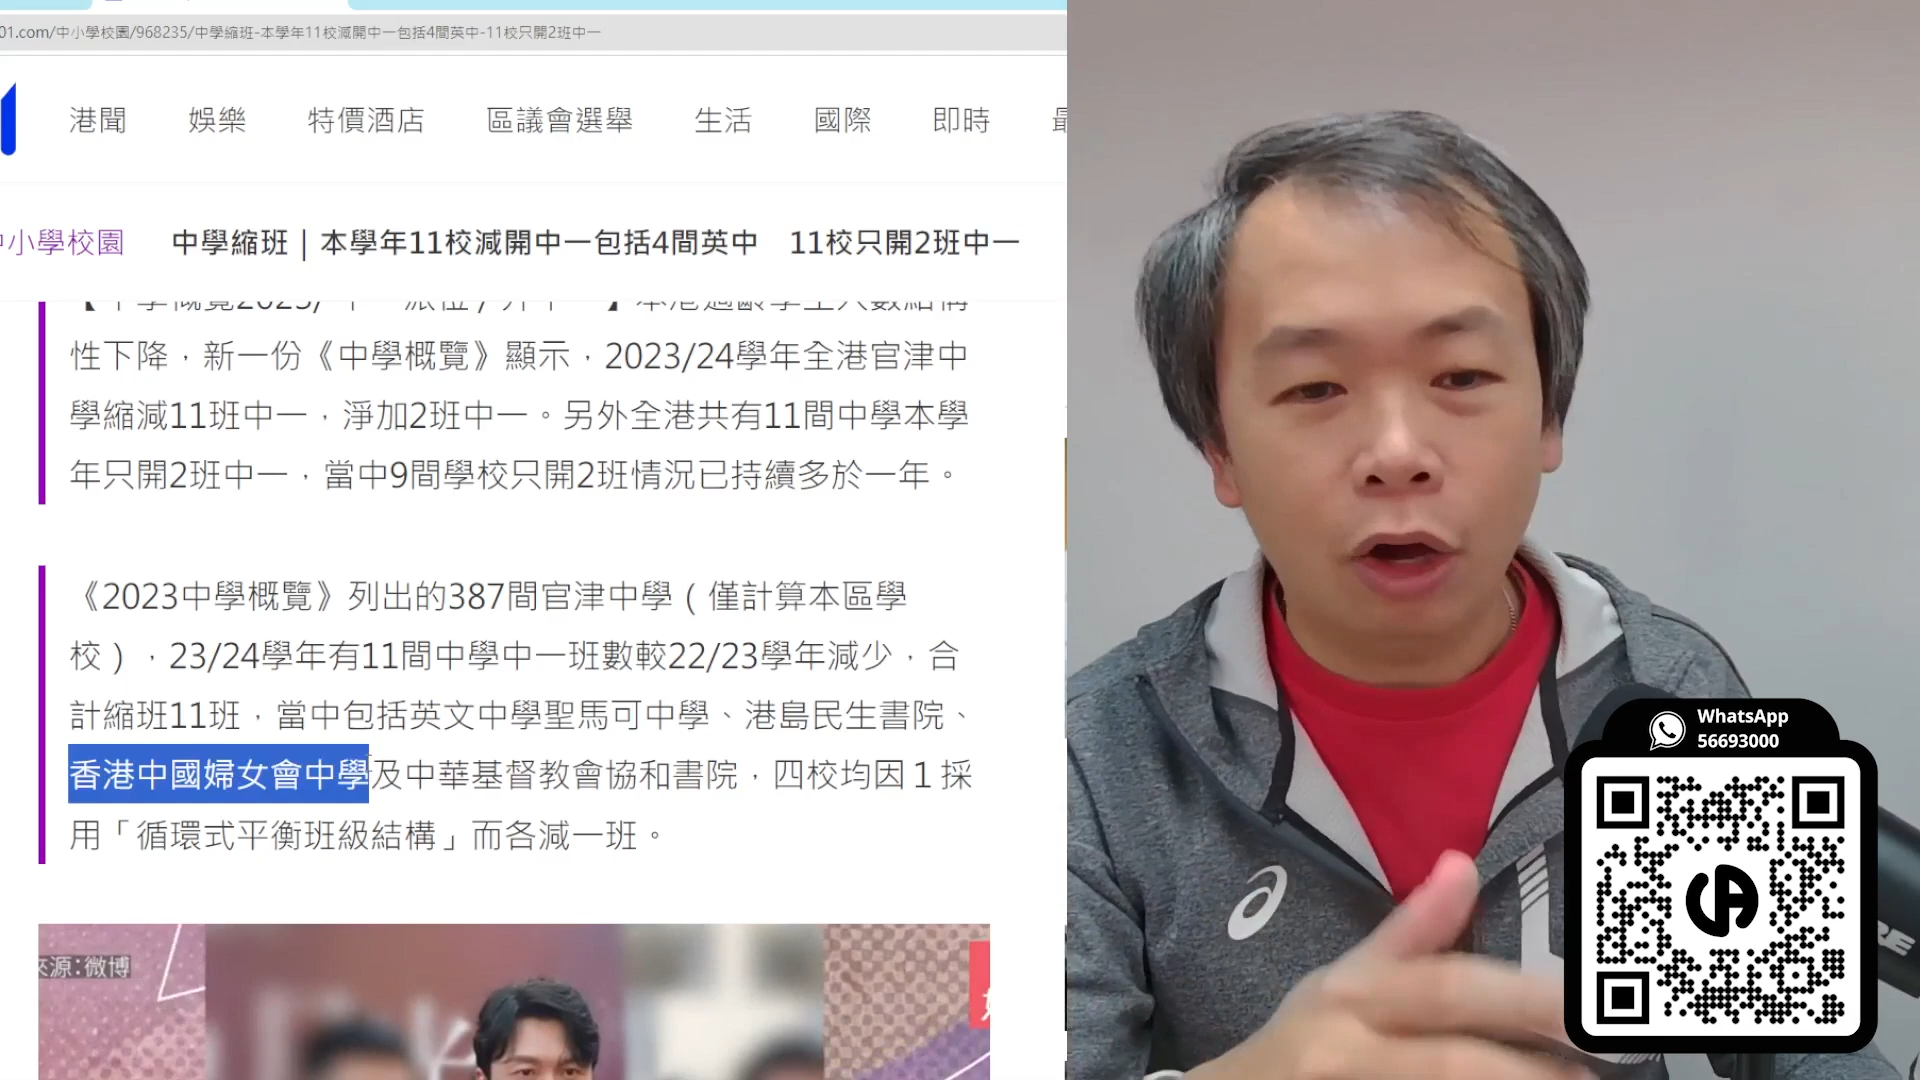 01.com/中小學校園/968235/中學縮班-本學年11校減開中一包括4間英中-11校只開2班中一
港聞 娛樂 特價酒店 區議會選舉 生活 國際 即時
小學校園 中學縮班｜本學年11校減開中一包括4間英中 11校只開2班中一
性下降，新一份《中學概覽》顯示，2023/24學年全港官津中
學縮減11班中一，淨加2班中一。另外全港共有11間中學本學
年只開2班中一，當中9間學校只開2班情況已持續多於一年。
《2023中學概覽》列出的387間官津中學（僅計算本區學
校），23/24學年有11間中學中一班數較22/23學年減少，合
計縮班11班，當中包括英文中學聖馬可中學、港島民生書院、
香港中國婦女會中學及中華基督教會協和書院，四校均因１採
用「循環式平衡班級結構」而各減一班。
來源：微博
WhatsApp
56693000